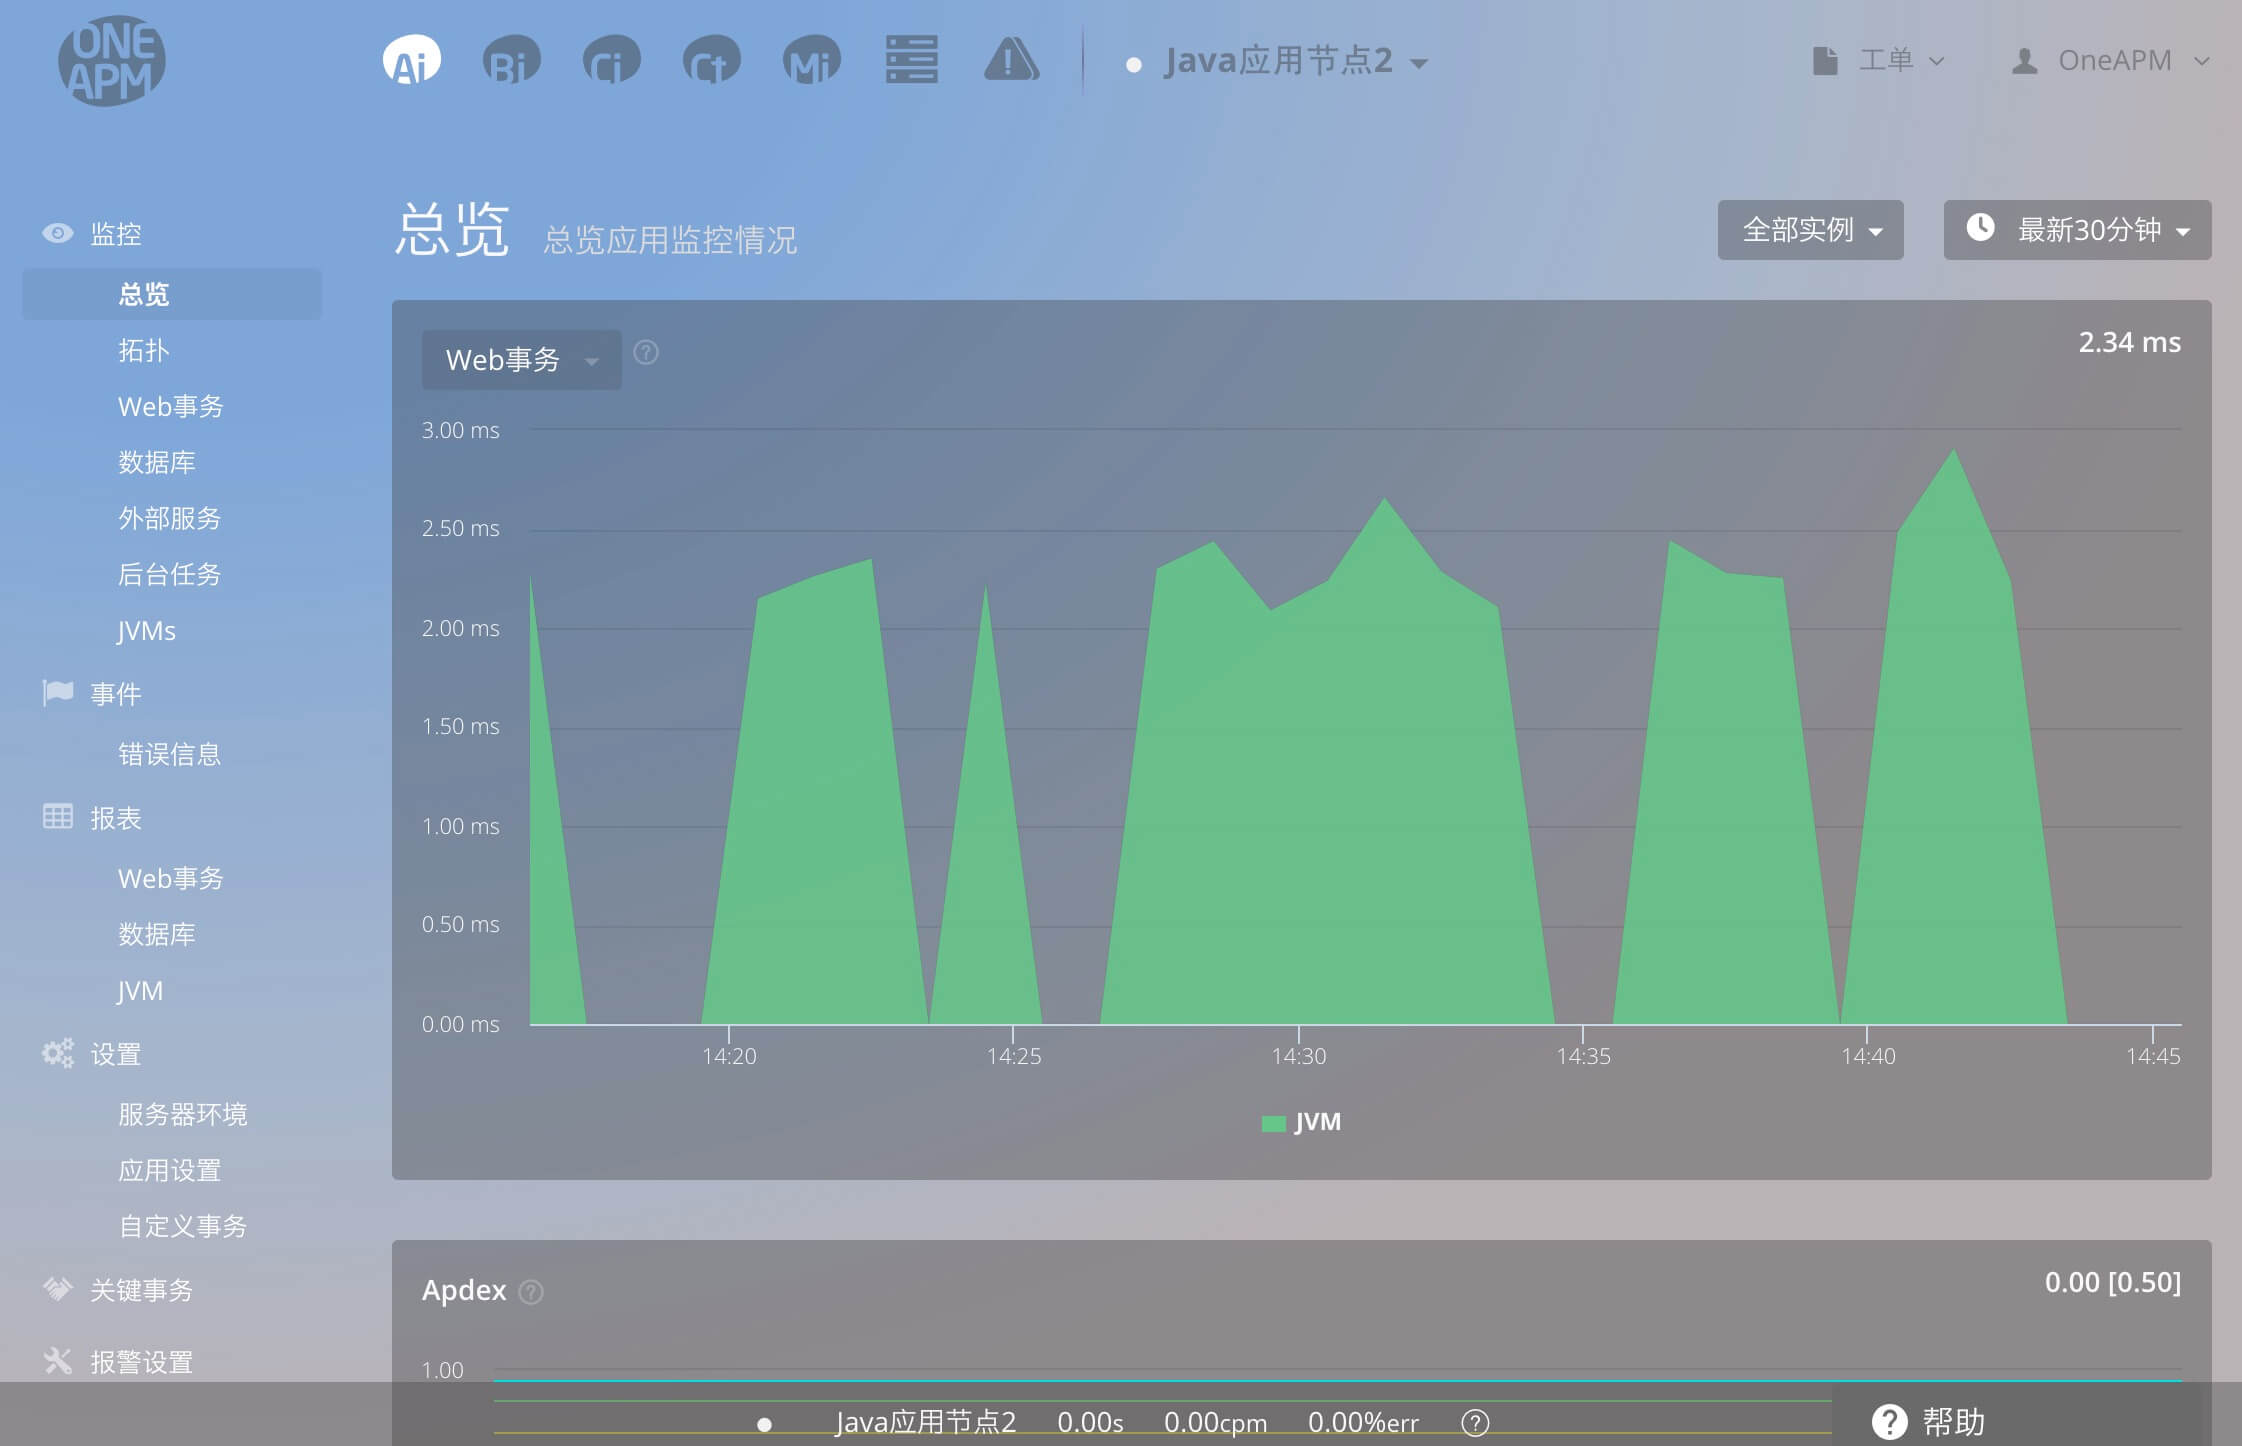 ONE
APM
Ai Bi Ci Ct Mi
Java应用节点2
工单
OneAPM
监控
总览
拓扑
Web事务
数据库
外部服务
后台任务
JVMs
事件
错误信息
报表
Web事务
数据库
JVM
设置
服务器环境
应用设置
自定义事务
关键事务
报警设置
总览 总览应用监控情况
全部实例
最新30分钟
Web事务 ?
2.34 ms
3.00 ms
2.50 ms
2.00 ms
1.50 ms
1.00 ms
0.50 ms
0.00 ms
14:20 14:25 14:30 14:35 14:40 14:45
JVM
Apdex ?
0.00 [0.50]
1.00
Java应用节点2 0.00s 0.00cpm 0.00%err ?
? 帮助